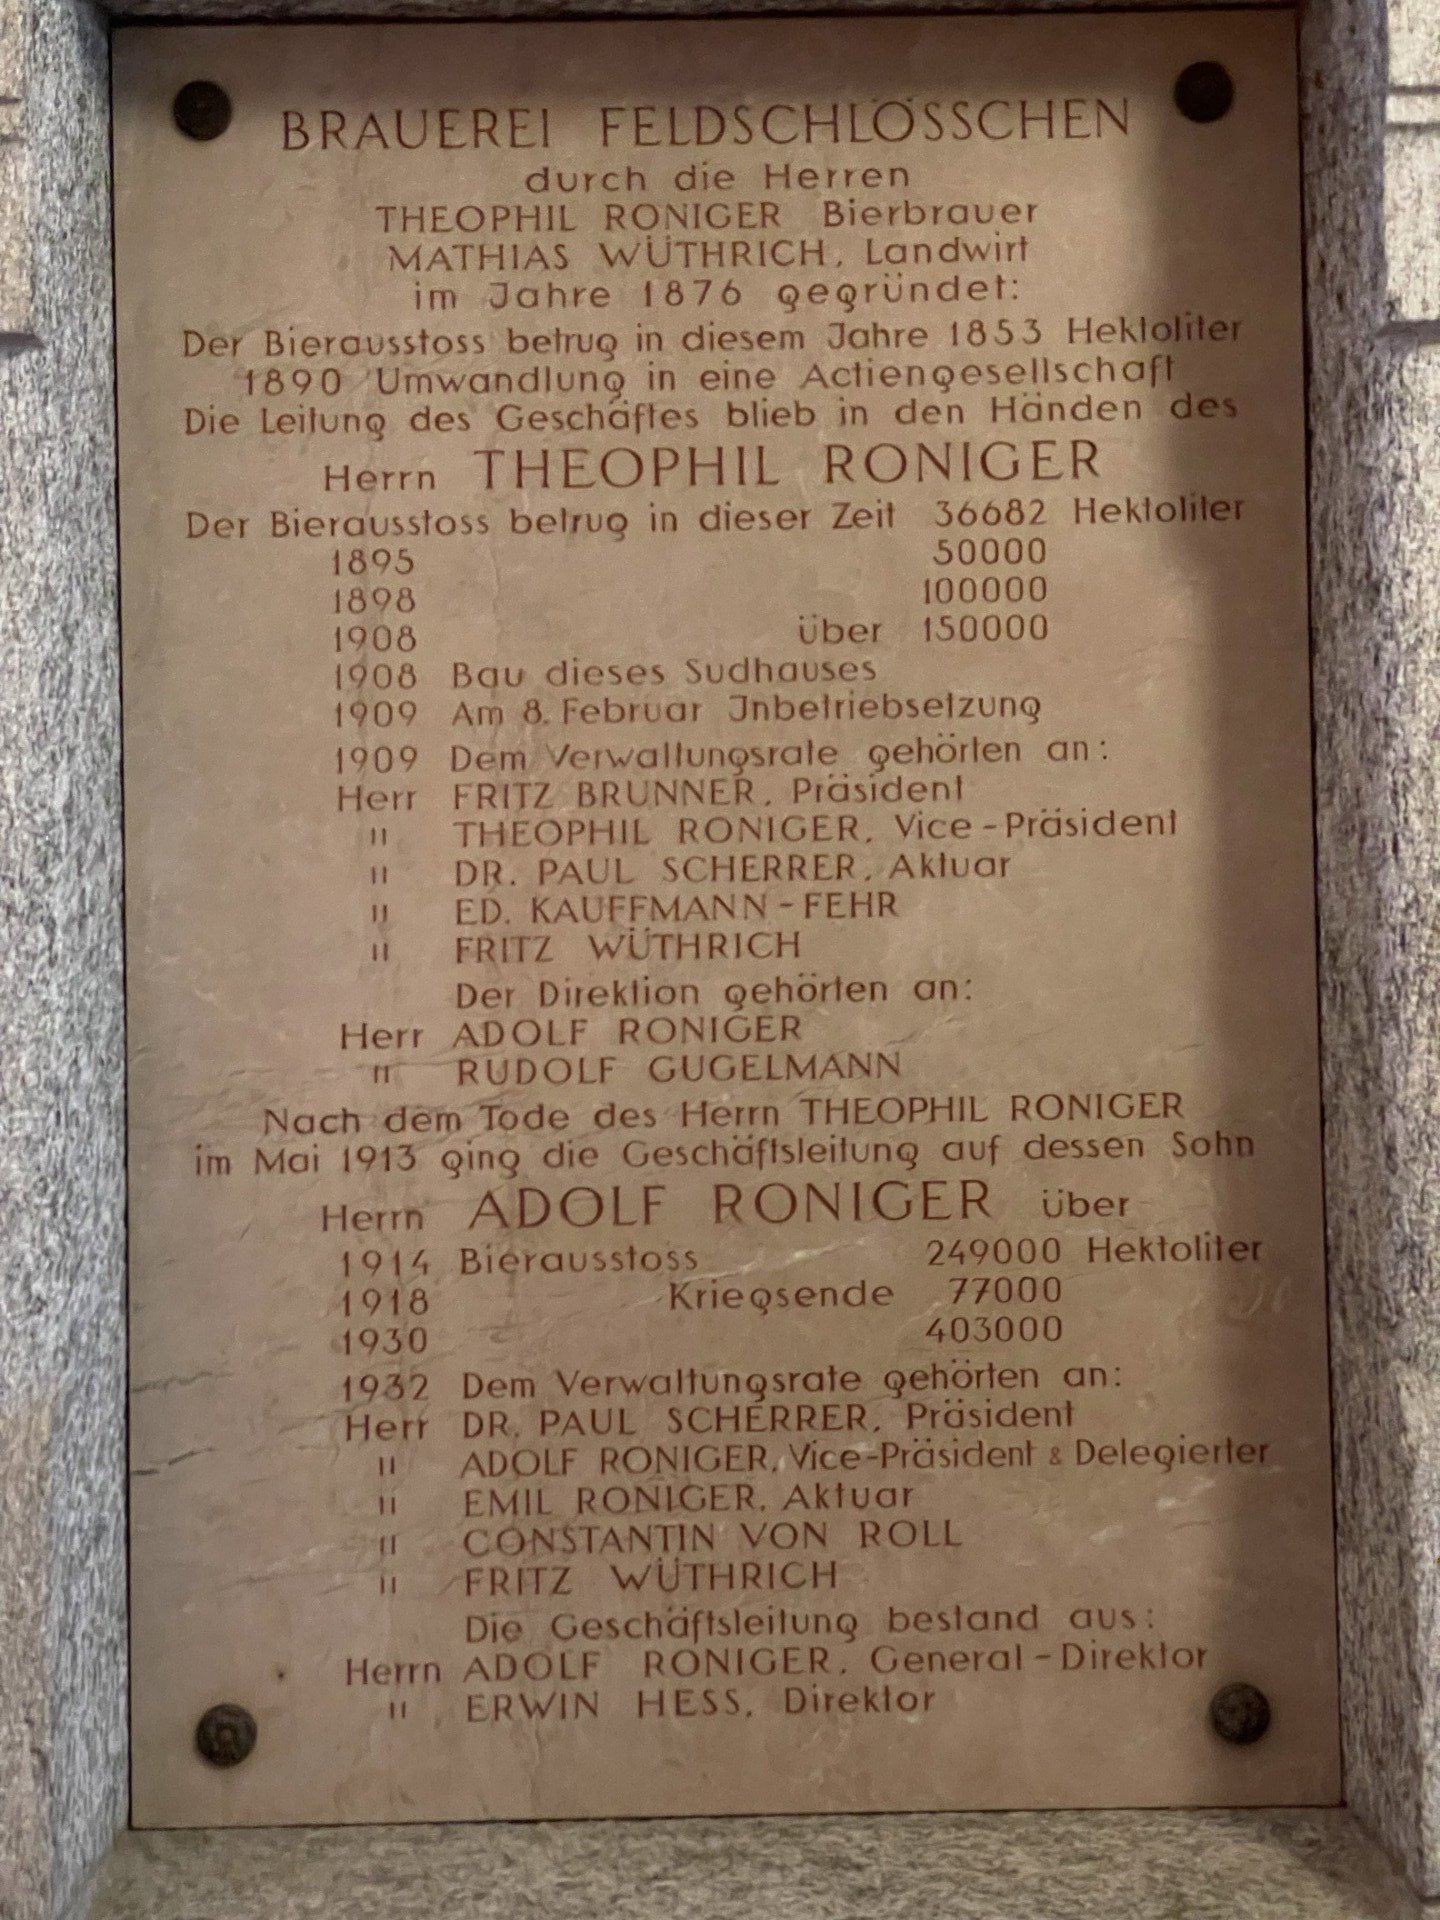 BRAUEREI FELDSCHLÖSSCHEN
durch die Herren
THEOPHIL RONIGER Bierbrauer
MATHIAS WÜTHRICH, Landwirt
im Jahre 1876 gegründet:
Der Bierausstoss betrug in diesem Jahre 1853 Hektoliter
1890 Umwandlung in eine Actiengesellschaft
Die Leitung des Geschäftes blieb in den Händen des
Herrn THEOPHIL RONIGER
Der Bierausstoss betrug in dieser Zeit 36682 Hektoliter
1895 50000
1898 100000
1908 über 150000
1908 Bau dieses Sudhauses
1909 Am 8. Februar Jnbetriebsetzung
1909 Dem Verwaltungsrate gehörten an:
Herr FRITZ BRUNNER, Präsident
" THEOPHIL RONIGER, Vice-Präsident
" DR. PAUL SCHERRER, Aktuar
" ED. KAUFFMANN-FEHR
" FRITZ WÜTHRICH
Der Direktion gehörten an:
Herr ADOLF RONIGER
" RUDOLF GUGELMANN
Nach dem Tode des Herrn THEOPHIL RONIGER
im Mai 1913 ging die Geschäftsleitung auf dessen Sohn
Herrn ADOLF RONIGER über
1914 Bierausstoss 249000 Hektoliter
1918 Kriegsende 77000
1930 403000
1932 Dem Verwaltungsrate gehörten an:
Herr DR. PAUL SCHERRER, Präsident
" ADOLF RONIGER, Vice-Präsident & Delegierter
" EMIL RONIGER, Aktuar
" CONSTANTIN VON ROLL
" FRITZ WÜTHRICH
Die Geschäftsleitung bestand aus:
Herrn ADOLF RONIGER, General-Direktor
" ERWIN HESS, Direktor